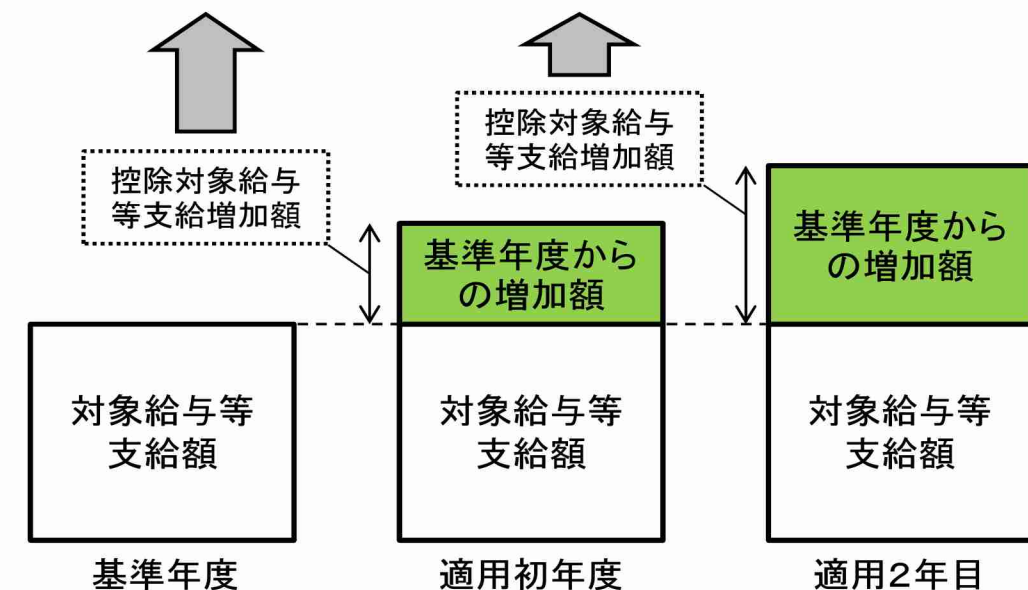 控除対象給与
等支給増加額
控除対象給与
等支給増加額
基準年度から
の増加額
基準年度から
の増加額
対象給与等
支給額
対象給与等
支給額
対象給与等
支給額
基準年度
適用初年度
適用2年目